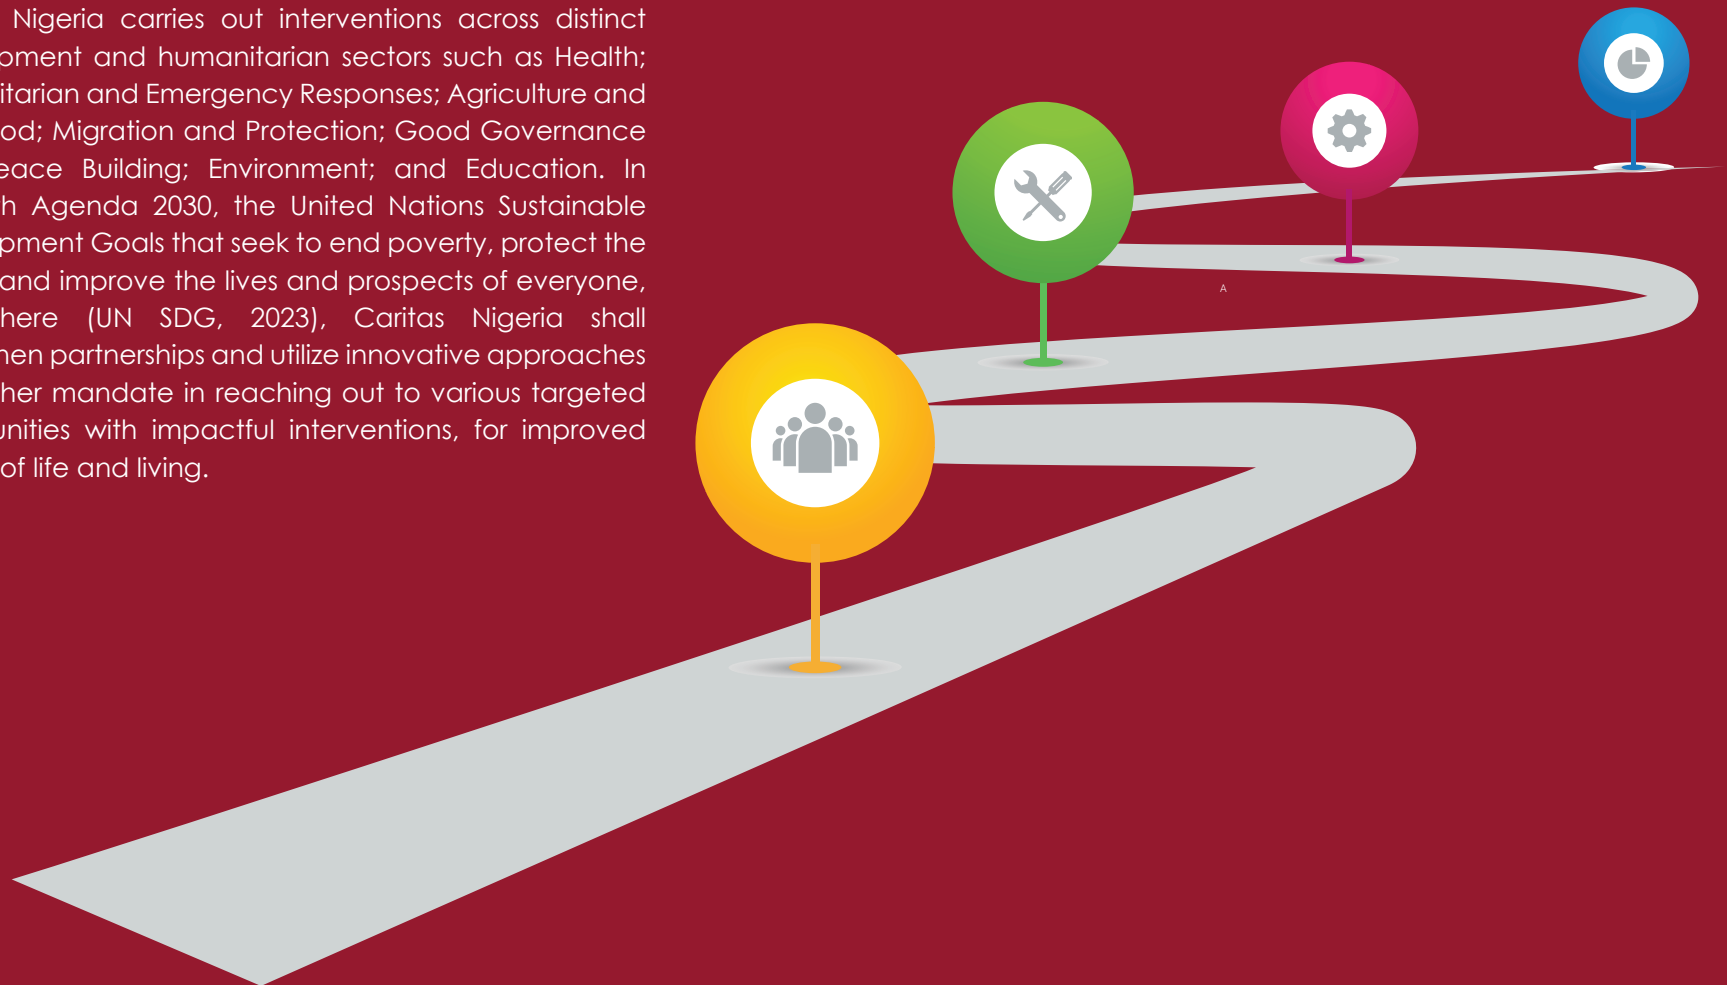 Nigeria carries out interventions across distinct
opment and humanitarian sectors such as Health;
itarian and Emergency Responses; Agriculture and
od; Migration and Protection; Good Governance
eace Building; Environment; and Education. In
h Agenda 2030, the United Nations Sustainable
pment Goals that seek to end poverty, protect the
and improve the lives and prospects of everyone,
here (UN SDG, 2023), Caritas Nigeria shall
hen partnerships and utilize innovative approaches
her mandate in reaching out to various targeted
unities with impactful interventions, for improved
of life and living.
A